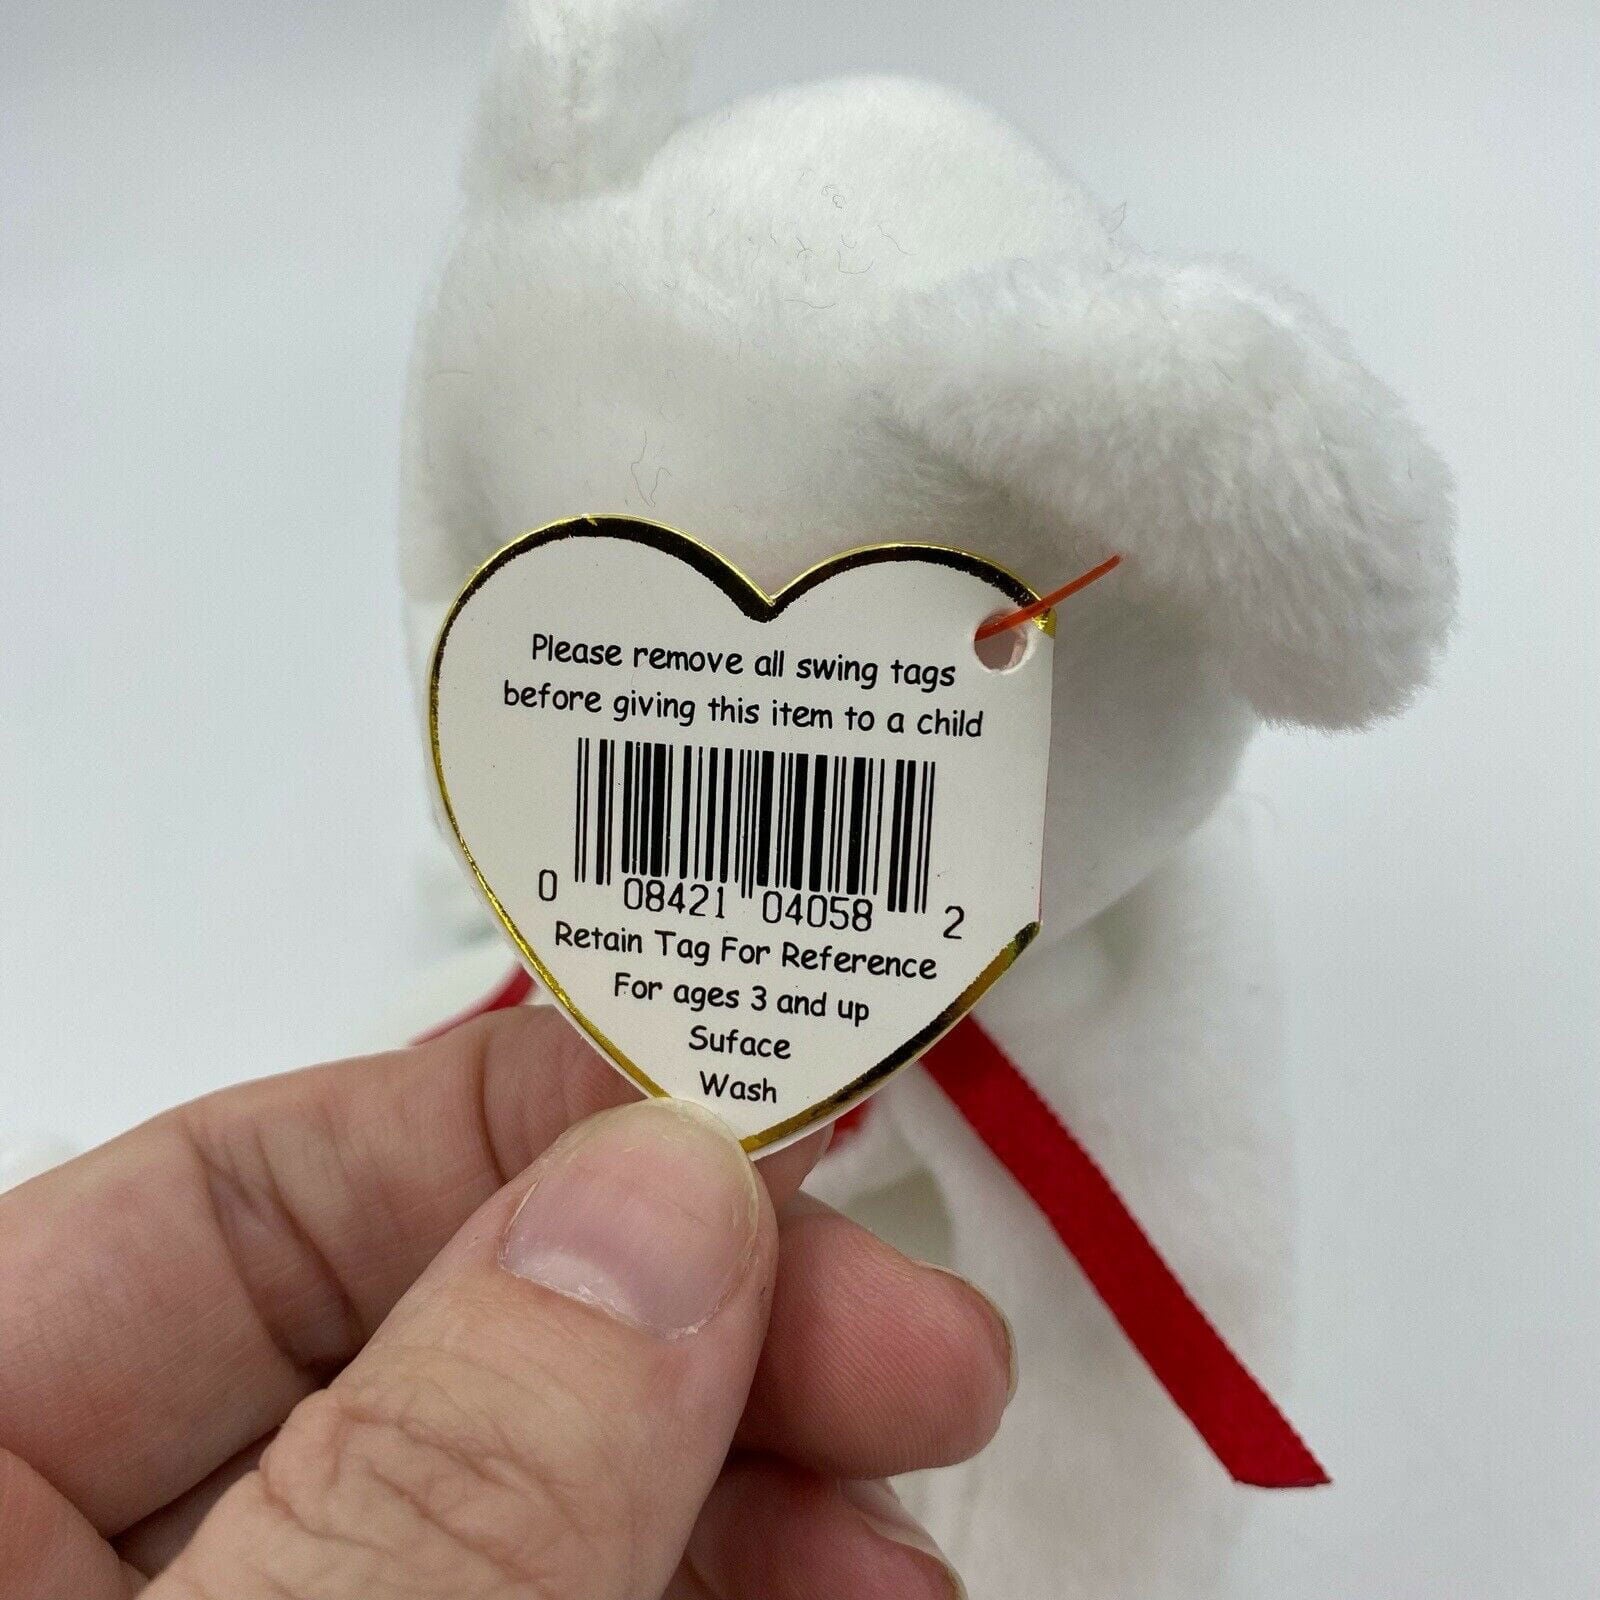 Please remove all swing tags
before giving this item to a child
0 08421 04058 2
Retain Tag For Reference
For ages 3 and up
Suface
Wash